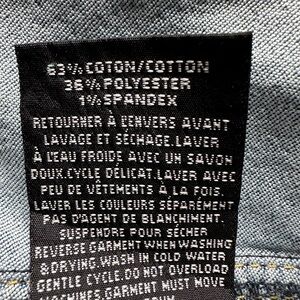 63% COTON/COTTON
36% POLYESTER
1% SPANDEX
RETOURNER À L'ENVERS AVANT
LAVAGE ET SÉCHAGE.LAVER
À L'EAU FROIDE AVEC UN SAVON
DOUX.CYCLE DÉLICAT.LAVER AVEC
PEU DE VÊTEMENTS À LA FOIS.
LAVER LES COULEURS SÉPARÉMENT
PAS D'AGENT DE BLANCHIMENT.
SUSPENDRE POUR SÉCHER
REVERSE GARMENT WHEN WASHING
& DRYING.WASH IN COLD WATER
GENTLE CYCLE.DO NOT OVERLOAD
MACHINES.GARMENT MUST MOVE